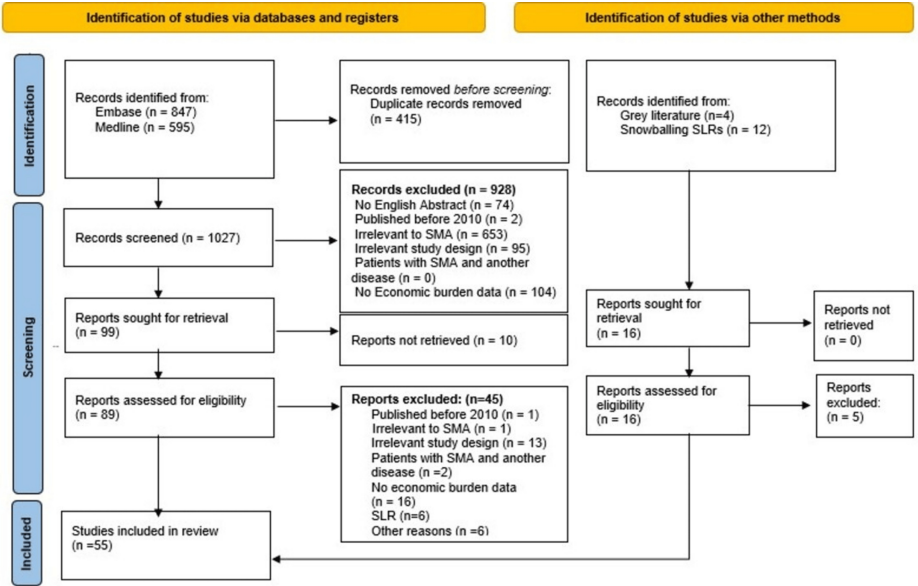 Identification of studies via databases and registers
Identification of studies via other methods
Identification
Records identified from:
Embase (n = 847)
Medline (n = 595)
Records removed before screening:
Duplicate records removed
(n = 415)
Records identified from:
Grey literature (n=4)
Snowballing SLRs (n = 12)
Screening
Records screened (n = 1027)
Records excluded (n = 928)
No English Abstract (n = 74)
Published before 2010 (n = 2)
Irrelevant to SMA (n = 653)
Irrelevant study design (n = 95)
Patients with SMA and another
disease (n = 0)
No Economic burden data (n = 104)
Reports sought for retrieval
(n = 99)
Reports not retrieved (n = 10)
Reports sought for
retrieval
(n = 16)
Reports not
retrieved
(n = 0)
Reports assessed for eligibility
(n = 89)
Reports excluded: (n=45)
Published before 2010 (n = 1)
Irrelevant to SMA (n = 1)
Irrelevant study design (n = 13)
Patients with SMA and another
disease (n =2)
No economic burden data
(n = 16)
SLR (n=6)
Other reasons (n =6)
Reports assessed for
eligibility
(n = 16)
Reports
excluded:
(n = 5)
Included
Studies included in review
(n =55)